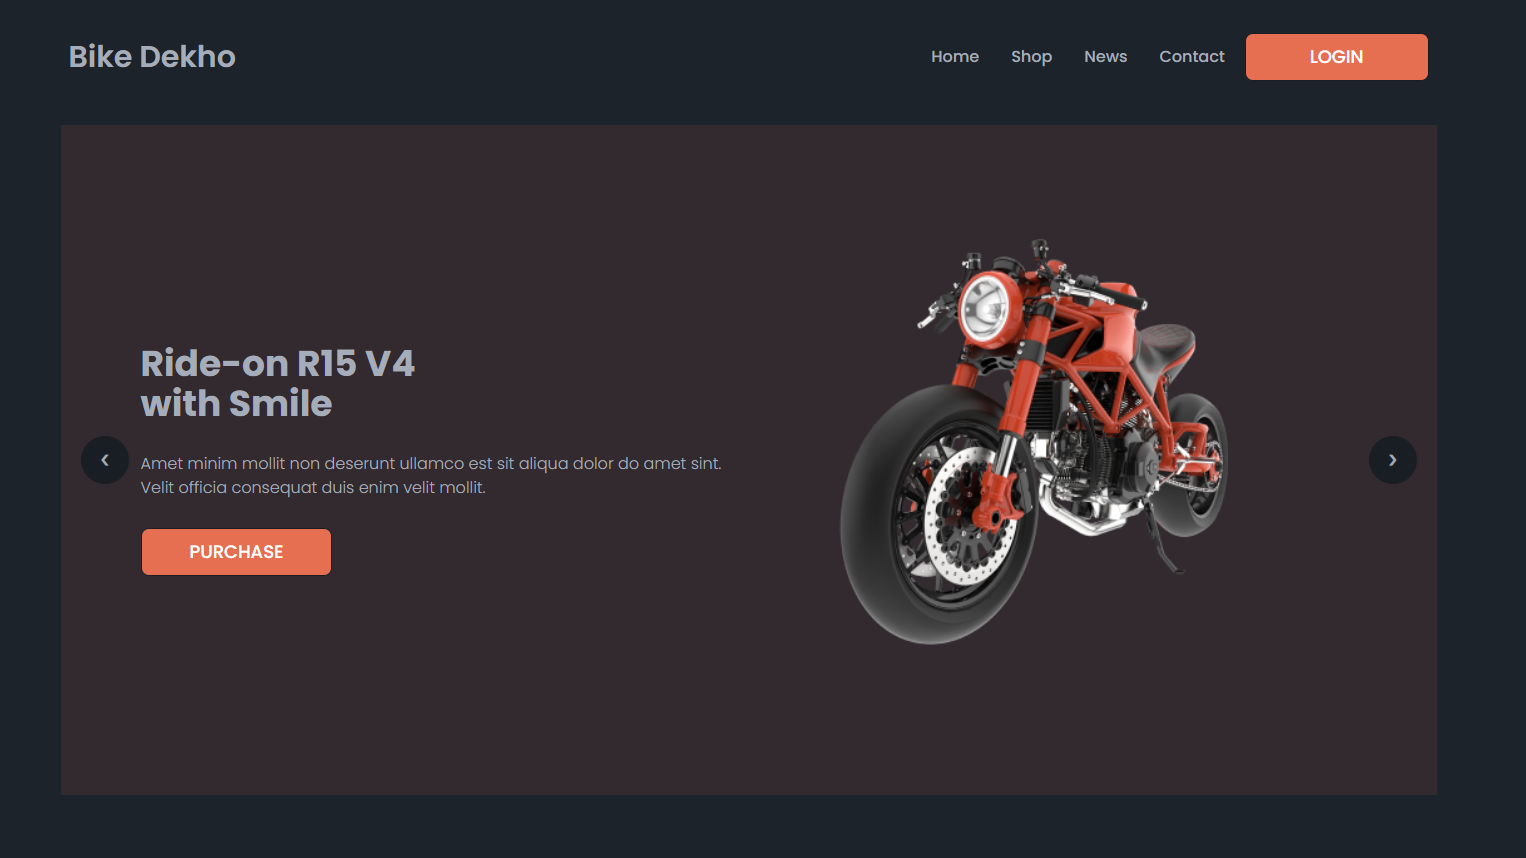 Bike Dekho
Home
Shop
News
Contact
LOGIN
Ride-on R15 V4
with Smile
Amet minim mollit non deserunt ullamco est sit aliqua dolor do amet sint.
Velit officia consequat duis enim velit mollit.
PURCHASE